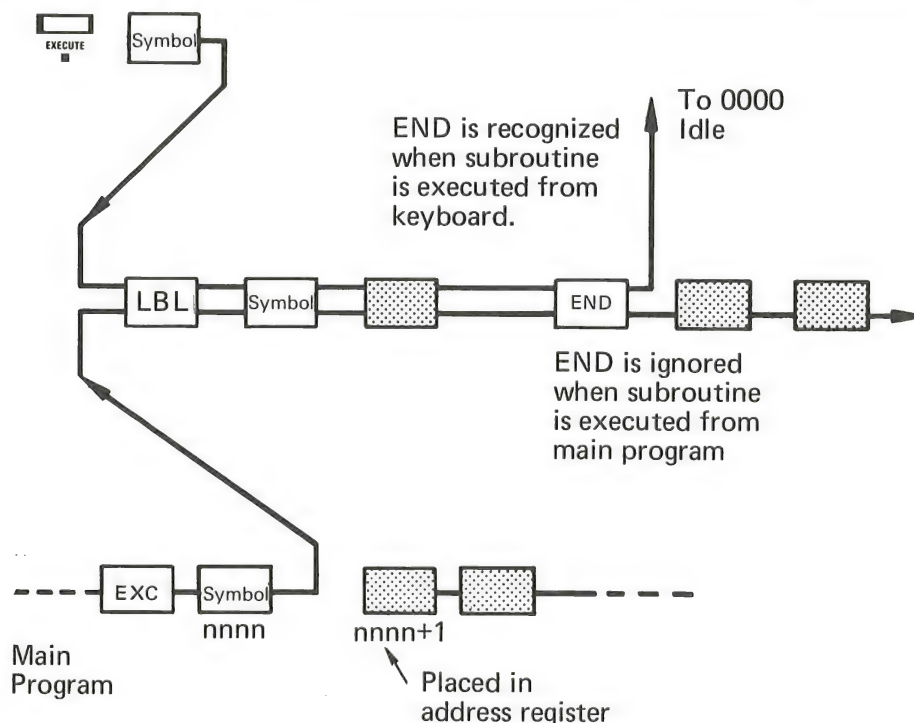 EXECUTE
Symbol
To 0000
Idle
END is recognized
when subroutine
is executed from
keyboard.
LBL
Symbol
END
END is ignored
when subroutine
is executed from
main program
EXC
Symbol
nnnn
nnnn+1
Main
Program
Placed in
address register